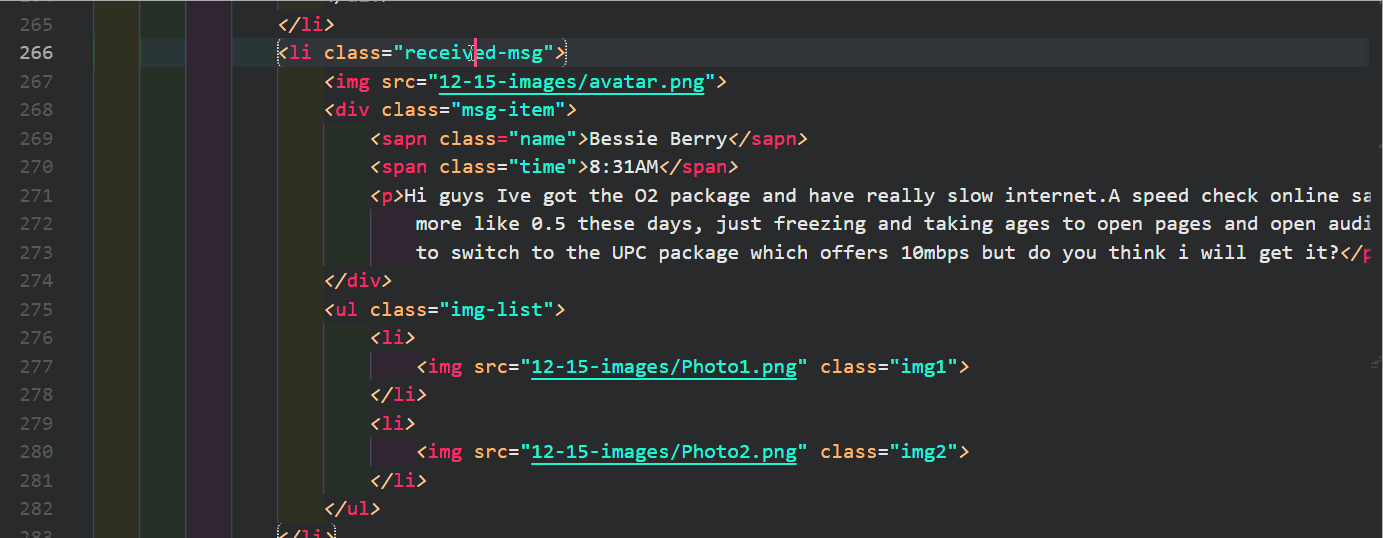 265 </li>
266 <li class="received-msg">
267 <img src="12-15-images/avatar.png">
268 <div class="msg-item">
269 <sapn class="name">Bessie Berry</sapn>
270 <span class="time">8:31AM</span>
271 <p>Hi guys Ive got the O2 package and have really slow internet.A speed check online sa
272 more like 0.5 these days, just freezing and taking ages to open pages and open audi
273 to switch to the UPC package which offers 10mbps but do you think i will get it?</p
274 </div>
275 <ul class="img-list">
276 <li>
277 <img src="12-15-images/Photo1.png" class="img1">
278 </li>
279 <li>
280 <img src="12-15-images/Photo2.png" class="img2">
281 </li>
282 </ul>
283 </li>